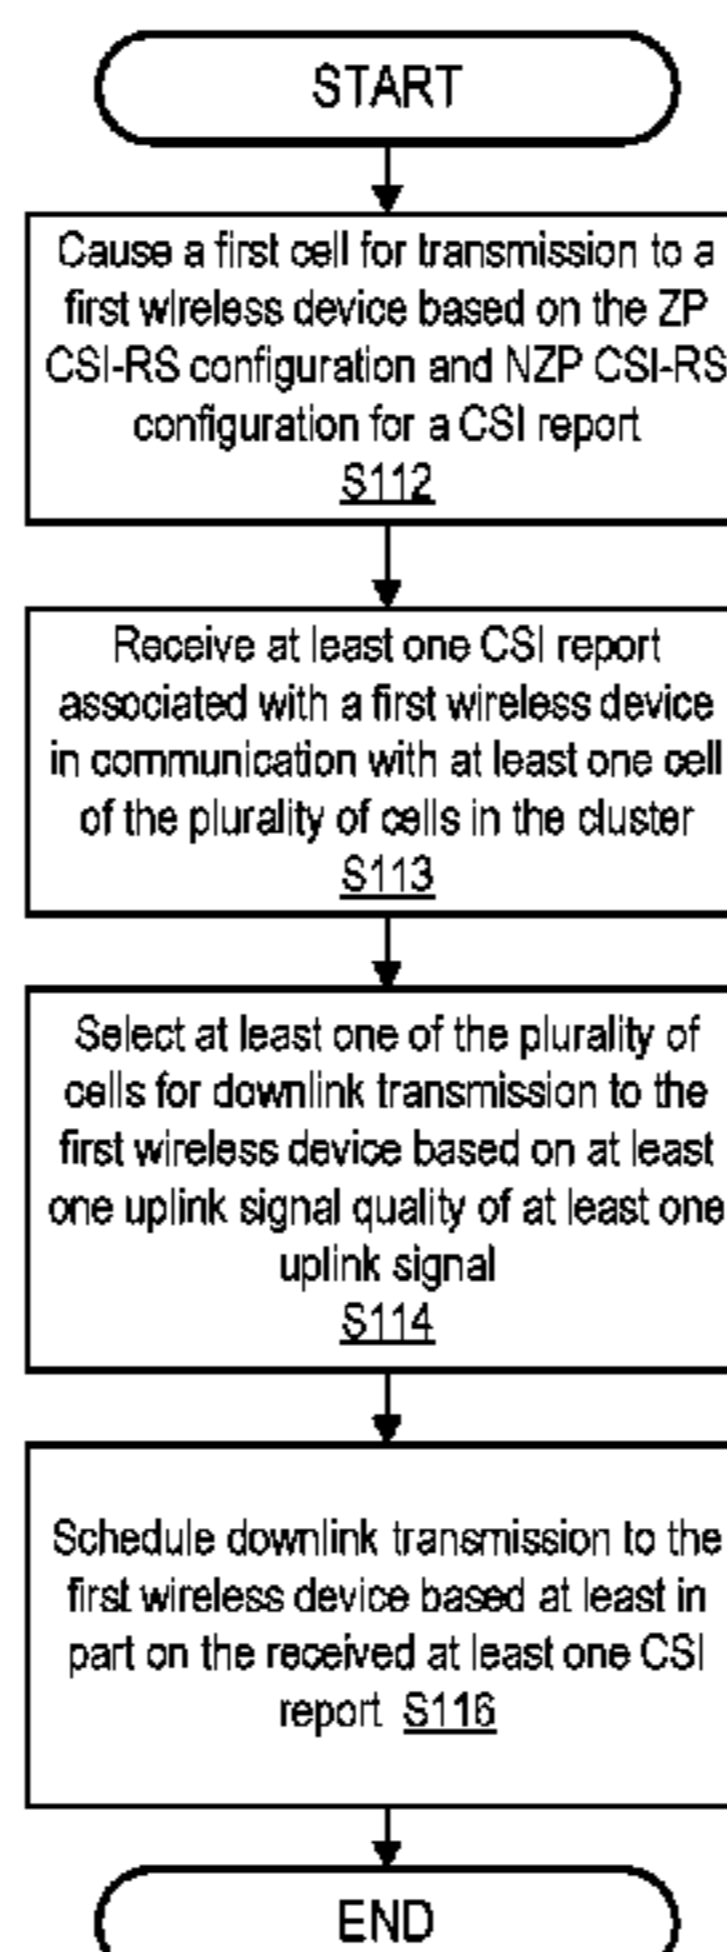 START
Cause a first cell for transmission to a
first wireless device based on the ZP
CSI-RS configuration and NZP CSI-RS
configuration for a CSI report
S112
Receive at least one CSI report
associated with a first wireless device
in communication with at least one cell
of the plurality of cells in the cluster
S113
Select at least one of the plurality of
cells for downlink transmission to the
first wireless device based on at least
one uplink signal quality of at least one
uplink signal
S114
Schedule downlink transmission to the
first wireless device based at least in
part on the received at least one CSI
report S116
END